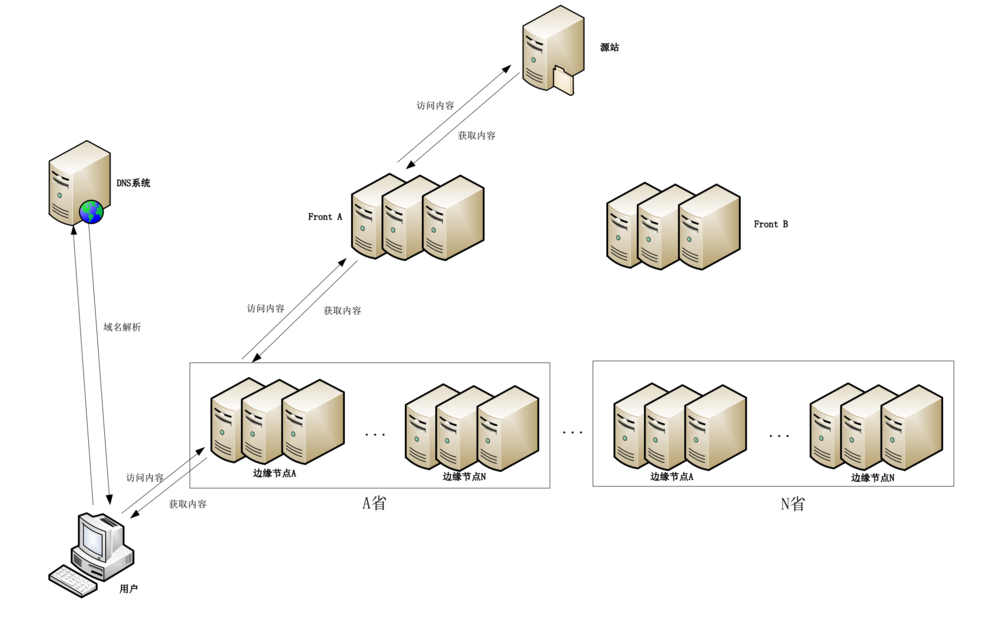 源站
访问内容
获取内容
DNS系统
Front A
Front B
访问内容
获取内容
域名解析
...
...
...
边缘节点A
边缘节点N
边缘节点A
边缘节点N
访问内容
获取内容
A省
N省
用户